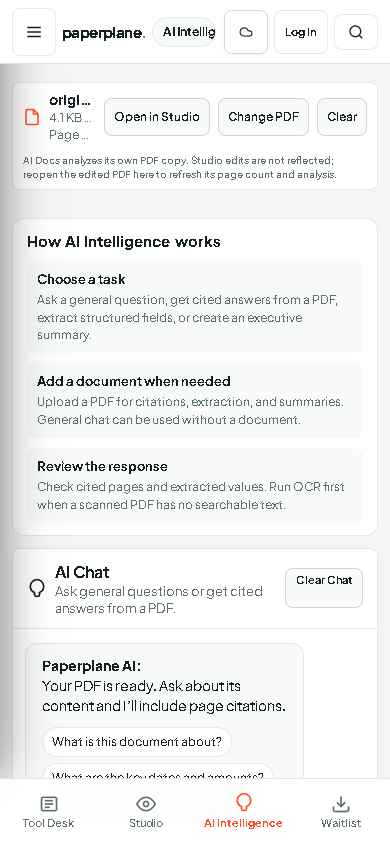 paperplane.
AI Intellig
Log in
origi...
4.1 KB ...
Page ...
Open in Studio
Change PDF
Clear
AI Docs analyzes its own PDF copy. Studio edits are not reflected;
reopen the edited PDF here to refresh its page count and analysis.
How AI Intelligence works
Choose a task
Ask a general question, get cited answers from a PDF,
extract structured fields, or create an executive
summary.
Add a document when needed
Upload a PDF for citations, extraction, and summaries.
General chat can be used without a document.
Review the response
Check cited pages and extracted values. Run OCR first
when a scanned PDF has no searchable text.
AI Chat
Ask general questions or get cited
answers from a PDF.
Clear Chat
Paperplane AI:
Your PDF is ready. Ask about its
content and I'll include page citations.
What is this document about?
What are the key dates and amounts?
Tool Desk
Studio
AI Intelligence
Waitlist